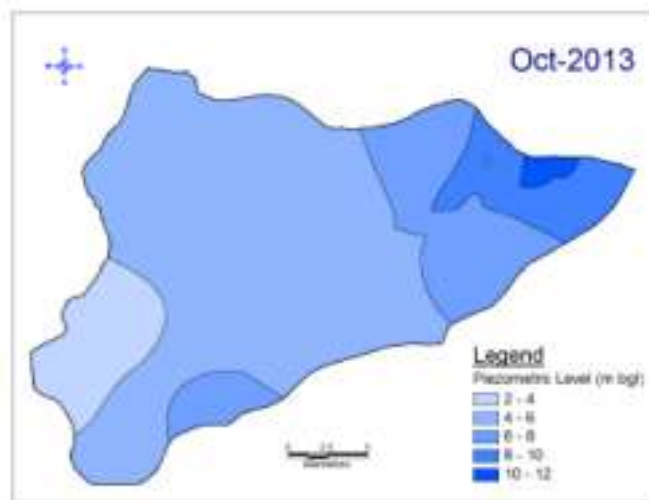 Oct-2013
Legend
Piezometric Level (m bgl)
2 - 4
4 - 6
6 - 8
8 - 10
10 - 12